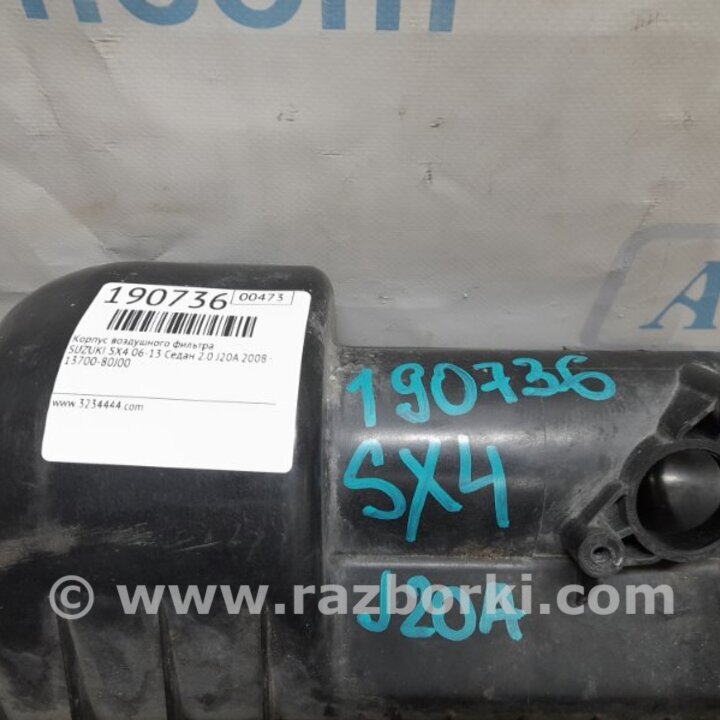 .com
A
190736 00473
Корпус воздушного фильтра
SUZUKI SX4 06-13 Седан 2.0 J20A 2008-
13700-80J00
www.3234444.com
190736
SX4
J20A
© www.razborki.com